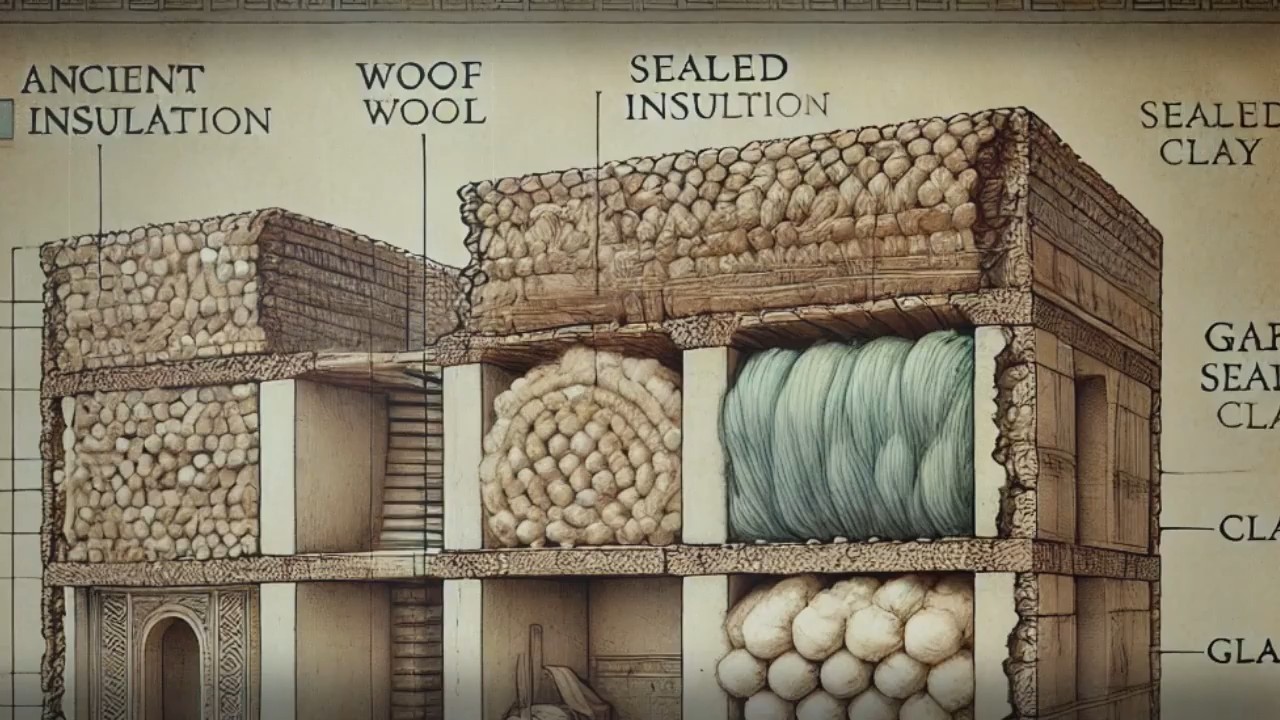 ANCIENT
INSULATION
WOOF
WOOL
SEALED
INSULTION
SEALED
CLAY